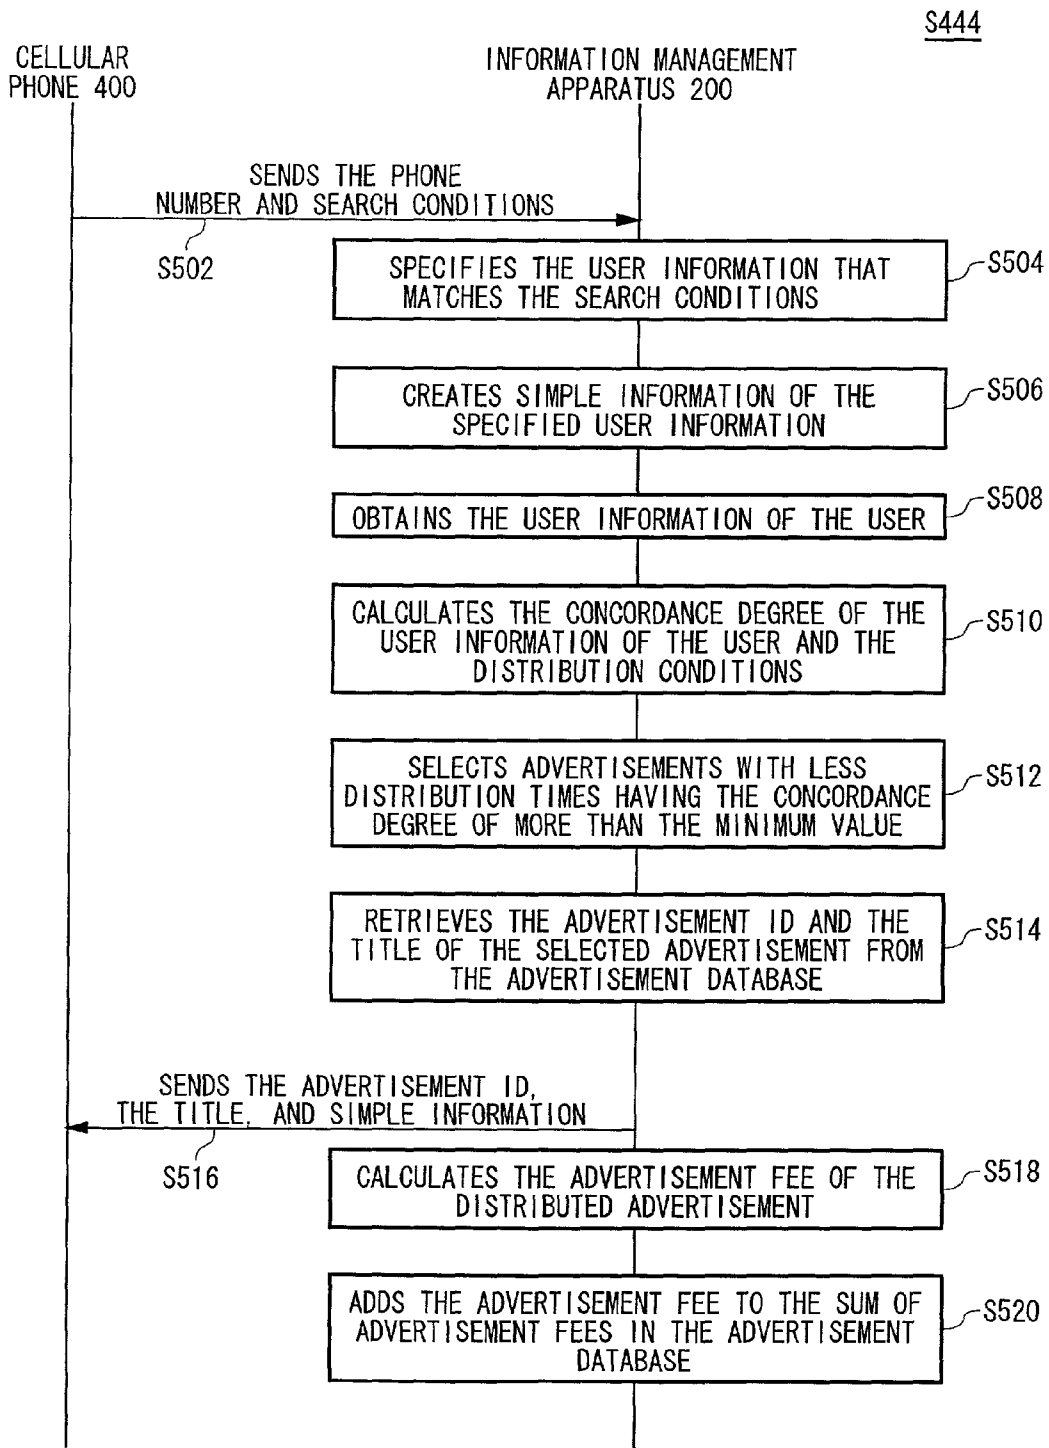 S444
CELLULAR
PHONE 400
INFORMATION MANAGEMENT
APPARATUS 200
SENDS THE PHONE
NUMBER AND SEARCH CONDITIONS
S502
SPECIFIES THE USER INFORMATION THAT
MATCHES THE SEARCH CONDITIONS
S504
CREATES SIMPLE INFORMATION OF THE
SPECIFIED USER INFORMATION
S506
OBTAINS THE USER INFORMATION OF THE USER
S508
CALCULATES THE CONCORDANCE DEGREE OF THE
USER INFORMATION OF THE USER AND THE
DISTRIBUTION CONDITIONS
S510
SELECTS ADVERTISEMENTS WITH LESS
DISTRIBUTION TIMES HAVING THE CONCORDANCE
DEGREE OF MORE THAN THE MINIMUM VALUE
S512
RETRIEVES THE ADVERTISEMENT ID AND THE
TITLE OF THE SELECTED ADVERTISEMENT FROM
THE ADVERTISEMENT DATABASE
S514
SENDS THE ADVERTISEMENT ID,
THE TITLE, AND SIMPLE INFORMATION
S516
CALCULATES THE ADVERTISEMENT FEE OF THE
DISTRIBUTED ADVERTISEMENT
S518
ADDS THE ADVERTISEMENT FEE TO THE SUM OF
ADVERTISEMENT FEES IN THE ADVERTISEMENT
DATABASE
S520